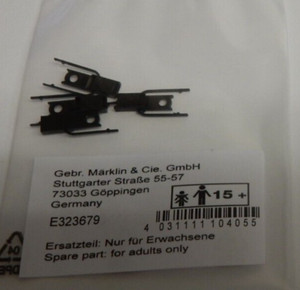 Gebr. Märklin & Cie. GmbH
Stuttgarter Straße 55-57
73033 Göppingen
Germany
15 +
E323679
4 031111 104055
Ersatzteil: Nur für Erwachsene
Spare part: for adults only